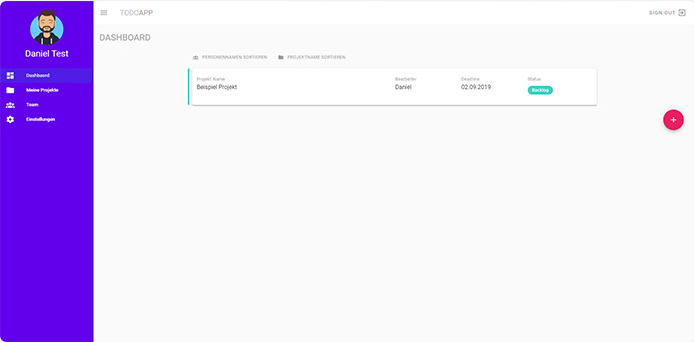 Daniel Test
Dashboard
Meine Projekte
Team
Einstellungen
TODOAPP
SIGN OUT
DASHBOARD
PERSONENNAMEN SORTIEREN
PROJEKTNAME SORTIEREN
Projekt Name
Bearbeiter
Deadline
Status
Beispiel Projekt
Daniel
02.09.2019
Backlog
+